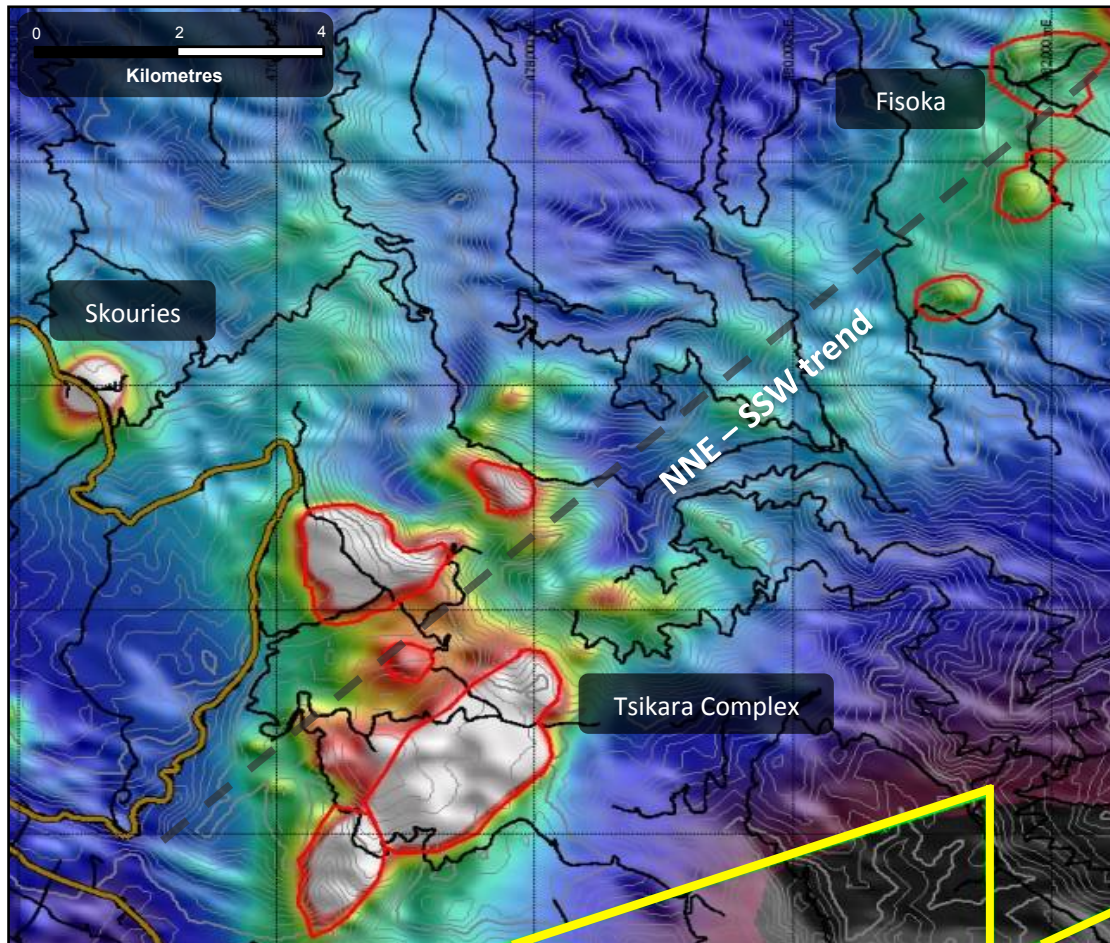 0 2 4
Kilometres
Fisoka
Skouries
NNE – SSW trend
Tsikara Complex